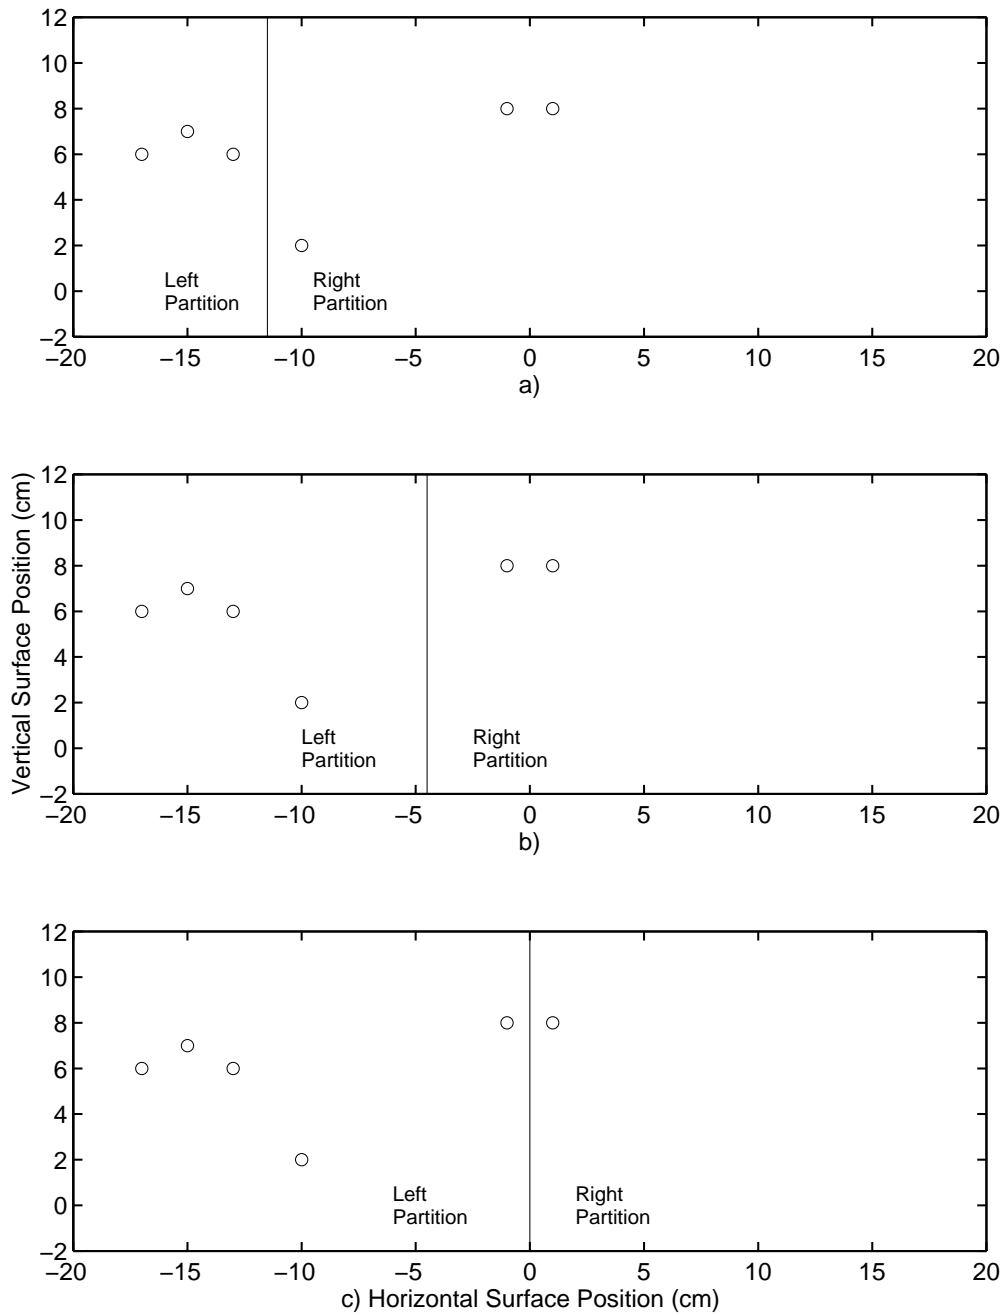 12
10
8
6
4
2
0
−2
Left
Partition
Right
Partition
−20 −15 −10 −5 0 5 10 15 20
a)
Vertical Surface Position (cm)
12
10
8
6
4
2
0
−2
Left
Partition
Right
Partition
−20 −15 −10 −5 0 5 10 15 20
b)
12
10
8
6
4
2
0
−2
Left
Partition
Right
Partition
−20 −15 −10 −5 0 5 10 15 20
c) Horizontal Surface Position (cm)